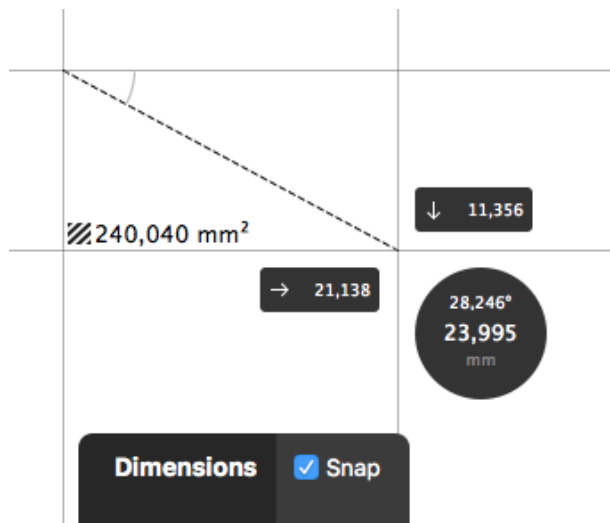 ↓ 11,356
240,040 mm²
→ 21,138
28,246°
23,995
mm
Dimensions
Snap